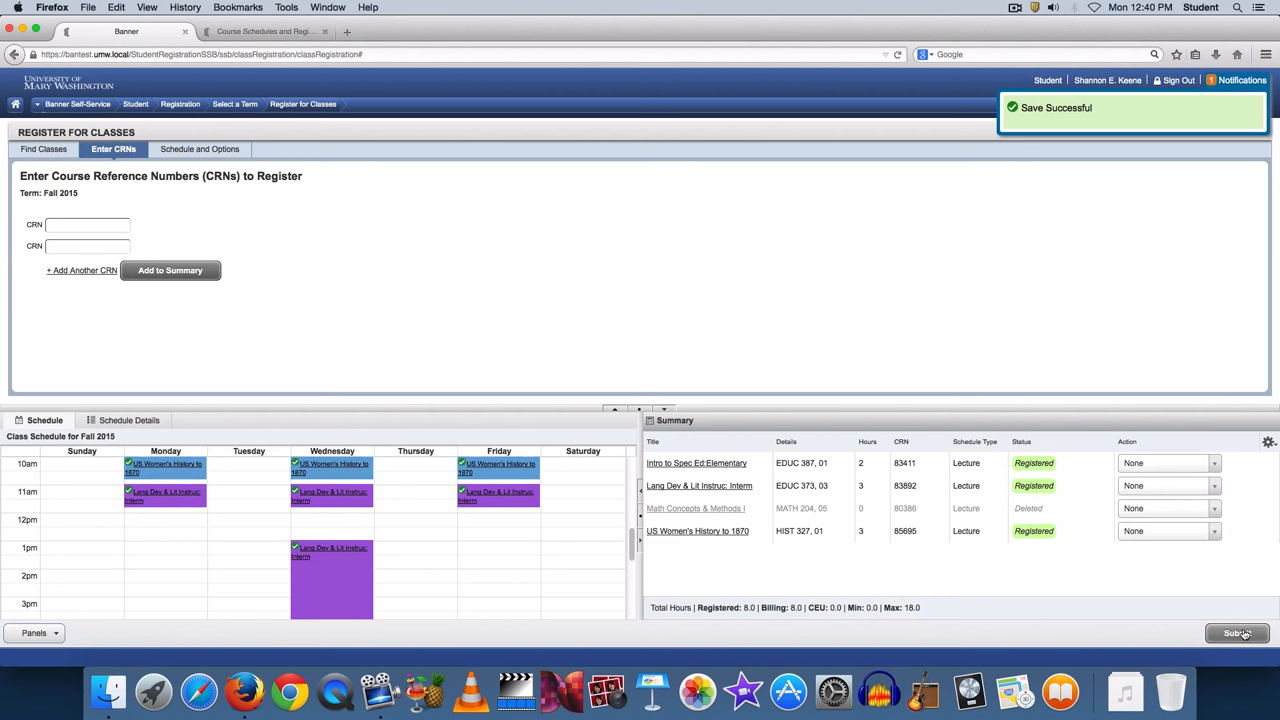 Firefox File Edit View History Bookmarks Tools Window Help Mon 12:40 PM Student
Banner Course Schedules and Regi...
https://bantest.umw.local/StudentRegistrationSSB/ssb/classRegistration/classRegistration# Google
UNIVERSITY OF
MARY WASHINGTON
Student Shannon E. Keene Sign Out 1 Notifications
Banner Self-Service Student Registration Select a Term Register for Classes
Save Successful
REGISTER FOR CLASSES
Find Classes Enter CRNs Schedule and Options
Enter Course Reference Numbers (CRNs) to Register
Term: Fall 2015
CRN
CRN
+ Add Another CRN Add to Summary
Schedule Schedule Details
Class Schedule for Fall 2015
Sunday Monday Tuesday Wednesday Thursday Friday Saturday
10am US Women's History to 1870 US Women's History to 1870 US Women's History to 1870
11am Lang Dev & Lit Instruc: Interm Lang Dev & Lit Instruc: Interm Lang Dev & Lit Instruc: Interm
12pm
1pm Lang Dev & Lit Instruc: Interm
2pm
3pm
Summary
Title Details Hours CRN Schedule Type Status Action
Intro to Spec Ed:Elementary EDUC 387, 01 2 83411 Lecture Registered None
Lang Dev & Lit Instruc: Interm EDUC 373, 03 3 83892 Lecture Registered None
Math Concepts & Methods I MATH 204, 05 0 80386 Lecture Deleted None
US Women's History to 1870 HIST 327, 01 3 85695 Lecture Registered None
Total Hours | Registered: 8.0 | Billing: 8.0 | CEU: 0.0 | Min: 0.0 | Max: 18.0
Panels Submit